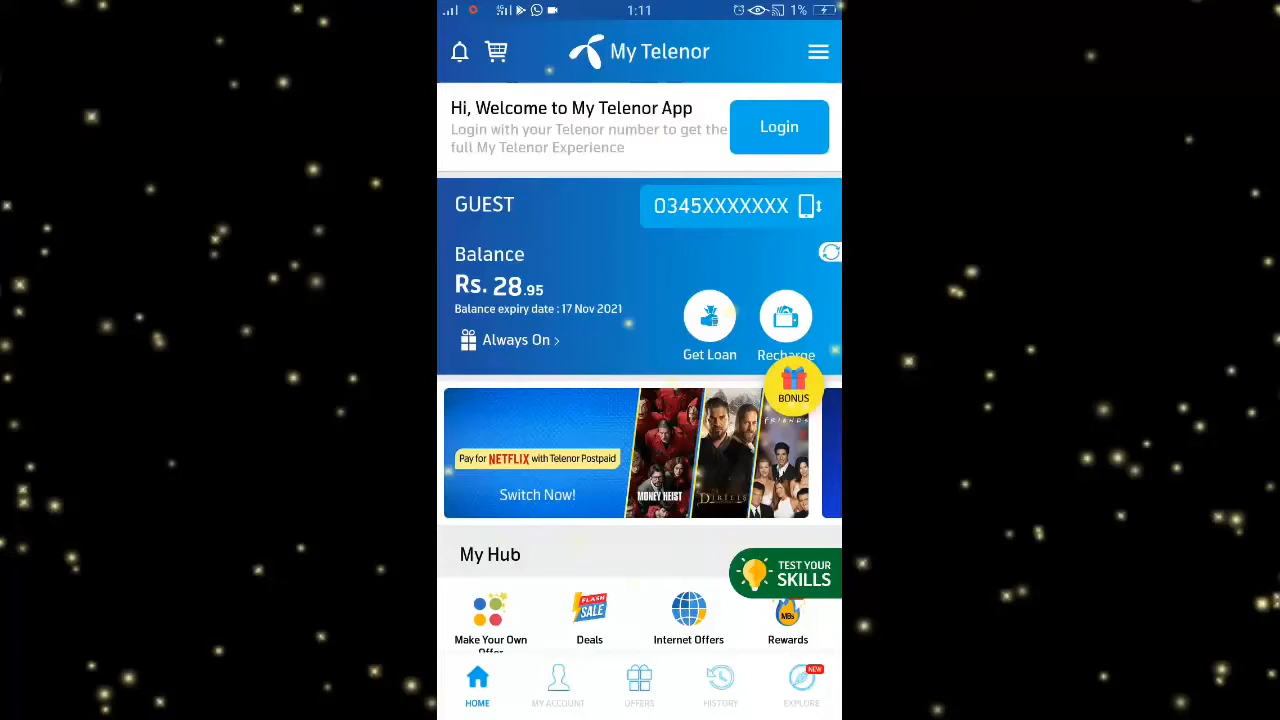 1:11
1%
My Telenor
Hi, Welcome to My Telenor App
Login with your Telenor number to get the
full My Telenor Experience
Login
GUEST
0345XXXXXXX
Balance
Rs. 28.95
Balance expiry date : 17 Nov 2021
Always On >
Get Loan
Recharge
BONUS
Pay for NETFLIX with Telenor Postpaid
Switch Now!
MONEY HEIST
DIRILIS
FRIENDS
My Hub
TEST YOUR
SKILLS
FLASH
SALE
MBs
Make Your Own
Offer
Deals
Internet Offers
Rewards
NEW
HOME
MY ACCOUNT
OFFERS
HISTORY
EXPLORE